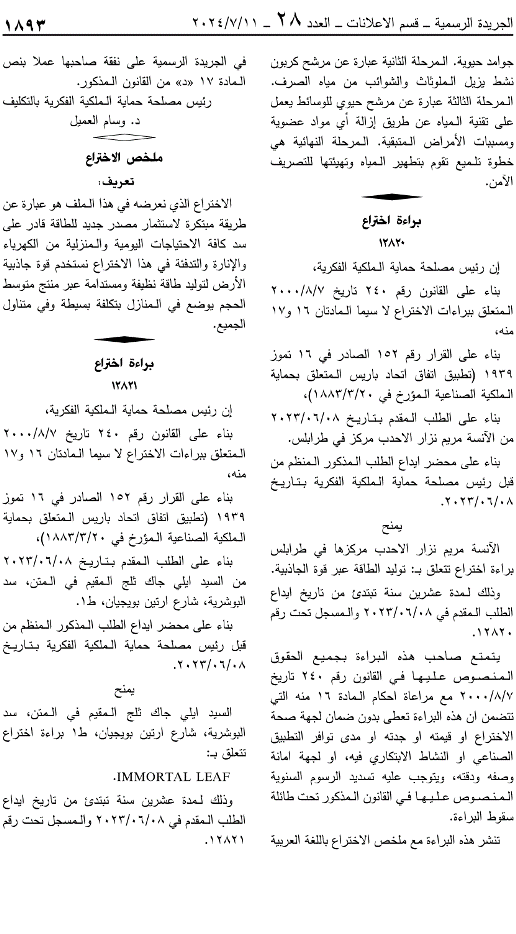 الجريدة الرسمية – قسم الاعلانات – العدد ٢٨ – ٢٠٢٤/٧/١١
١٨٩٣
جوامد حيوية. المرحلة الثانية عبارة عن مرشح كربون
نشط يزيل الملوثات والشوائب من مياه الصرف.
المرحلة الثالثة عبارة عن مرشح حيوي للوسائط يعمل
على تقنية المياه عن طريق إزالة أي مواد عضوية
ومسببات الأمراض المتبقية. المرحلة النهائية هي
خطوة تلميع تقوم بتطهير المياه وتهيئتها للتصريف
الآمن.
براءة اختراع
١٢٨٢٠
إن رئيس مصلحة حماية الملكية الفكرية،
بناء على القانون رقم ٢٤٠ تاريخ ٢٠٠٠/٨/٧
المتعلق ببراءات الاختراع لا سيما المادتان ١٦ و١٧
منه،
بناء على القرار رقم ١٥٢ الصادر في ١٦ تموز
١٩٣٩ (تطبيق اتفاق اتحاد باريس المتعلق بحماية
الملكية الصناعية المؤرخ في ١٨٨٣/٣/٢٠)،
بناء على الطلب المقدم بتاريخ ٢٠٢٣/٠٦/٠٨
من الآنسة مريم نزار الاحدب مركز في طرابلس.
بناء على محضر ايداع الطلب المذكور المنظم من
قبل رئيس مصلحة حماية الملكية الفكرية بتاريخ
٢٠٢٣/٠٦/٠٨.
يمنح
الآنسة مريم نزار الاحدب مركزها في طرابلس
براءة اختراع تتعلق بـ: توليد الطاقة عبر قوة الجاذبية.
وذلك لمدة عشرين سنة تبتدئ من تاريخ ايداع
الطلب المقدم في ٢٠٢٣/٠٦/٠٨ والمسجل تحت رقم
١٢٨٢٠.
يتمتع صاحب هذه البراءة بجميع الحقوق
المنصوص عليها في القانون رقم ٢٤٠ تاريخ
٢٠٠٠/٨/٧ مع مراعاة احكام المادة ١٦ منه التي
تتضمن ان هذه البراءة تعطى بدون ضمان لجهة صحة
الاختراع او قيمته او جدته او مدى توافر التطبيق
الصناعي او النشاط الابتكاري فيه، او لجهة امانة
وصفه ودقته، ويتوجب عليه تسديد الرسوم السنوية
المنصوص عليها في القانون المذكور تحت طائلة
سقوط البراءة.
تنشر هذه البراءة مع ملخص الاختراع باللغة العربية
في الجريدة الرسمية على نفقة صاحبها عملا بنص
المادة ١٧ «د» من القانون المذكور.
رئيس مصلحة حماية الملكية الفكرية بالتكليف
د. وسام العميل
ملخص الاختراع
تعريف:
الاختراع الذي نعرضه في هذا الملف هو عبارة عن
طريقة مبتكرة لاستثمار مصدر جديد للطاقة قادر على
سد كافة الاحتياجات اليومية والمنزلية من الكهرباء
والإنارة والتدفئة في هذا الاختراع نستخدم قوة جاذبية
الأرض لتوليد طاقة نظيفة ومستدامة عبر منتج متوسط
الحجم يوضع في المنازل بتكلفة بسيطة وفي متناول
الجميع.
براءة اختراع
١٢٨٢١
إن رئيس مصلحة حماية الملكية الفكرية،
بناء على القانون رقم ٢٤٠ تاريخ ٢٠٠٠/٨/٧
المتعلق ببراءات الاختراع لا سيما المادتان ١٦ و١٧
منه،
بناء على القرار رقم ١٥٢ الصادر في ١٦ تموز
١٩٣٩ (تطبيق اتفاق اتحاد باريس المتعلق بحماية
الملكية الصناعية المؤرخ في ١٨٨٣/٣/٢٠)،
بناء على الطلب المقدم بتاريخ ٢٠٢٣/٠٦/٠٨
من السيد ايلي جاك ثلج المقيم في المتن، سد
البوشرية، شارع ارتين بويجيان، ط١.
بناء على محضر ايداع الطلب المذكور المنظم من
قبل رئيس مصلحة حماية الملكية الفكرية بتاريخ
٢٠٢٣/٠٦/٠٨.
يمنح
السيد ايلي جاك ثلج المقيم في المتن، سد
البوشرية، شارع ارتين بويجيان، ط١ براءة اختراع
تتعلق بـ:
IMMORTAL LEAF.
وذلك لمدة عشرين سنة تبتدئ من تاريخ ايداع
الطلب المقدم في ٢٠٢٣/٠٦/٠٨ والمسجل تحت رقم
١٢٨٢١.